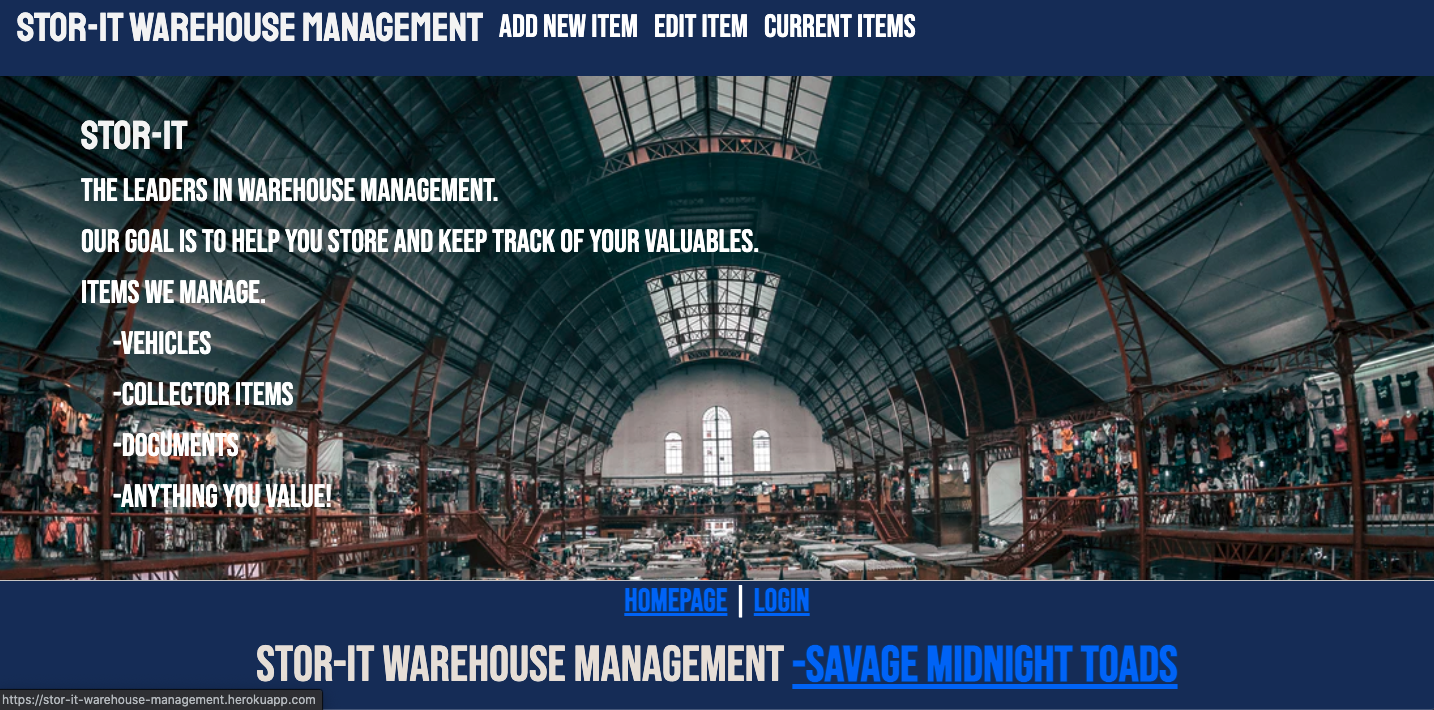 STOR-IT WAREHOUSE MANAGEMENT ADD NEW ITEM EDIT ITEM CURRENT ITEMS
STOR-IT
THE LEADERS IN WAREHOUSE MANAGEMENT.
OUR GOAL IS TO HELP YOU STORE AND KEEP TRACK OF YOUR VALUABLES.
ITEMS WE MANAGE.
-VEHICLES
-COLLECTOR ITEMS
-DOCUMENTS
-ANYTHING YOU VALUE!
HOMEPAGE | LOGIN
STOR-IT WAREHOUSE MANAGEMENT -SAVAGE MIDNIGHT TOADS
https://stor-it-warehouse-management.herokuapp.com